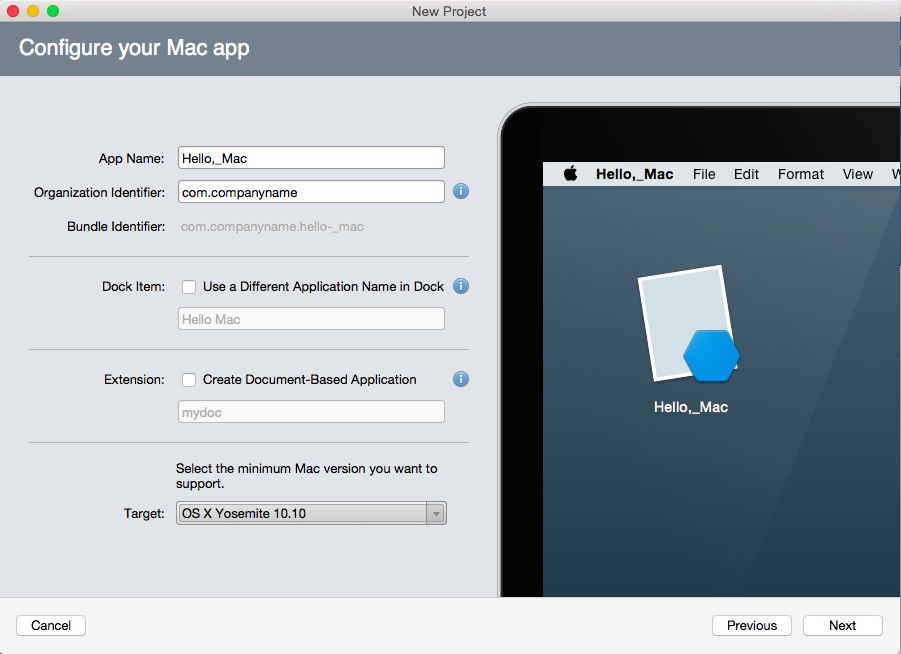 New Project
Configure your Mac app
App Name: Hello,_Mac
Organization Identifier: com.companyname
Bundle Identifier: com.companyname.hello-_mac
Dock Item: Use a Different Application Name in Dock
Hello Mac
Extension: Create Document-Based Application
mydoc
Select the minimum Mac version you want to
support.
Target: OS X Yosemite 10.10
Hello,_Mac File Edit Format View
Hello,_Mac
Cancel Previous Next